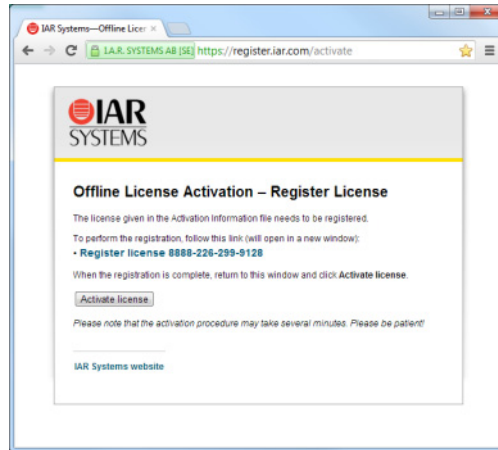 IAR Systems—Offline Licer
I.A.R. SYSTEMS AB [SE] https://register.iar.com/activate
IAR
SYSTEMS
Offline License Activation – Register License
The license given in the Activation Information file needs to be registered.
To perform the registration, follow this link (will open in a new window):
• Register license 8888-226-299-9128
When the registration is complete, return to this window and click Activate license.
Activate license
Please note that the activation procedure may take several minutes. Please be patient!
IAR Systems website